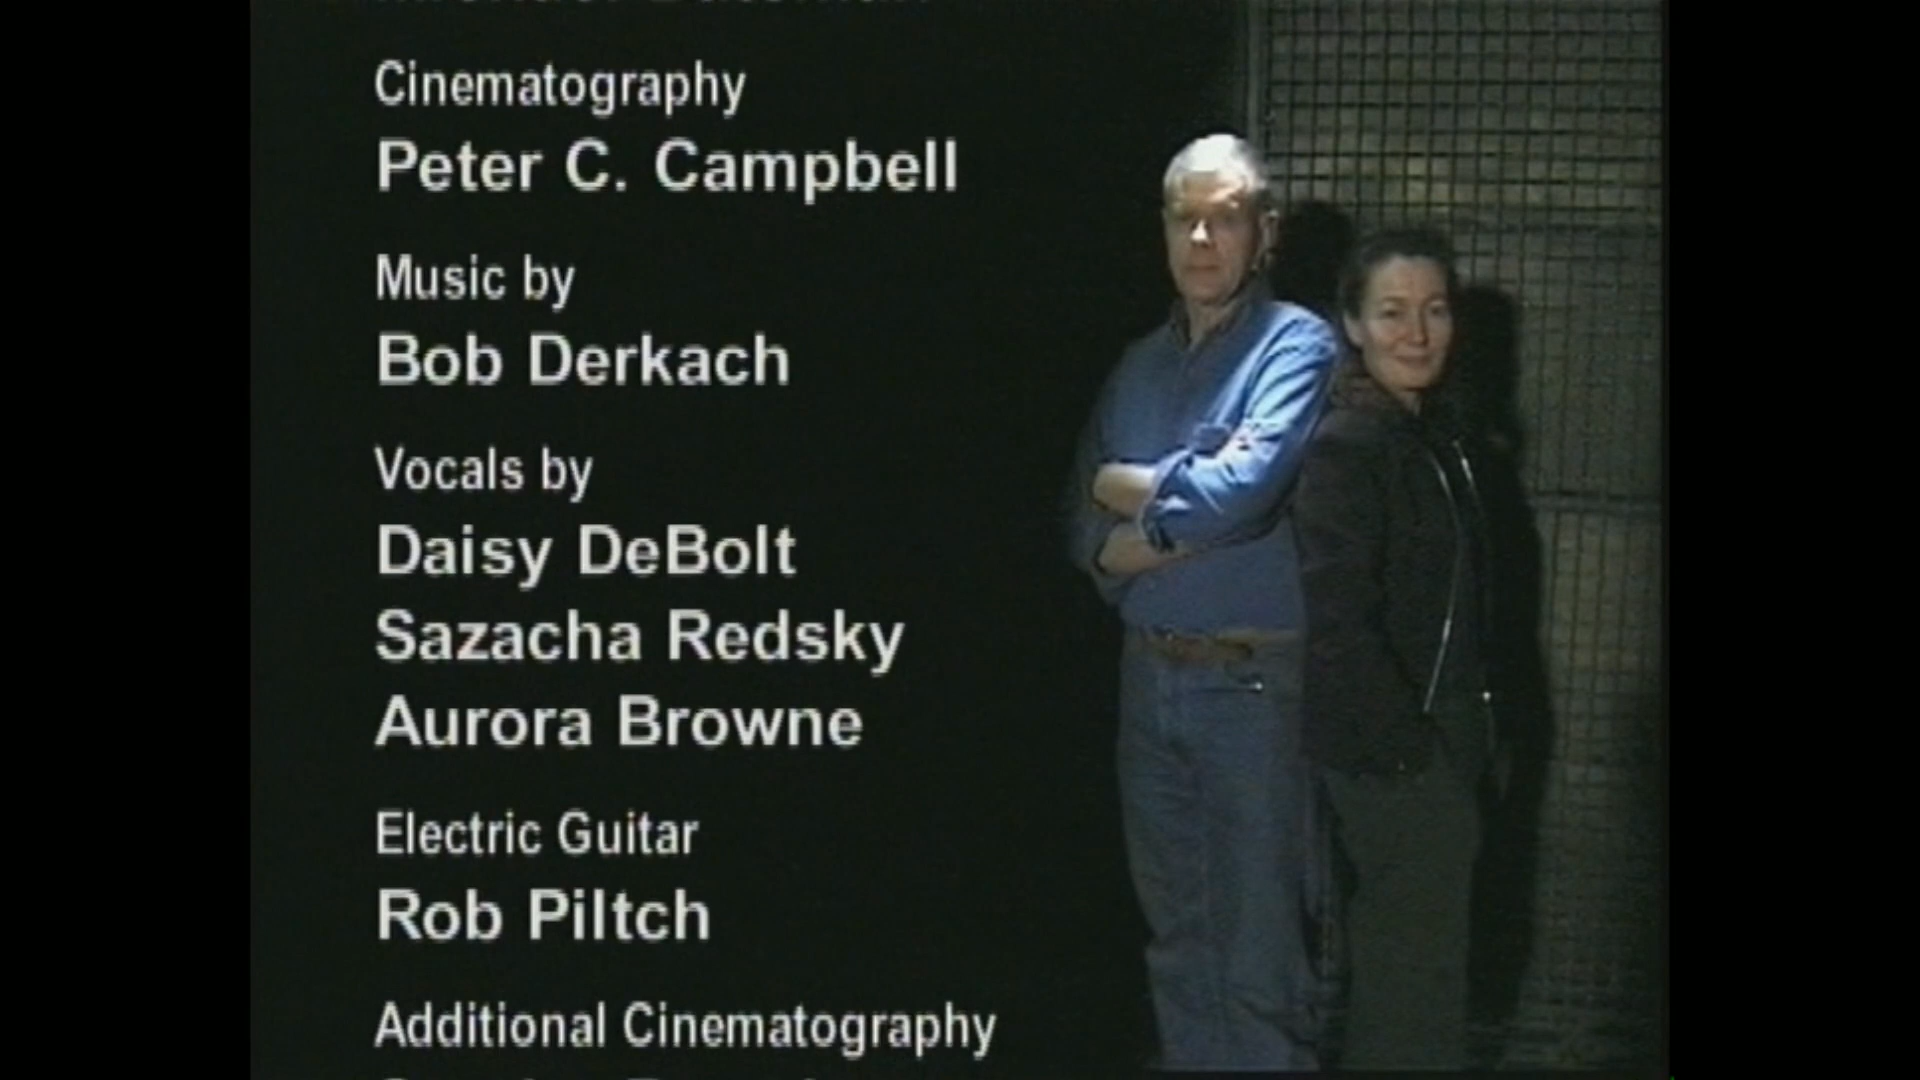 Cinematography
Peter C. Campbell
Music by
Bob Derkach
Vocals by
Daisy DeBolt
Sazacha Redsky
Aurora Browne
Electric Guitar
Rob Piltch
Additional Cinematography